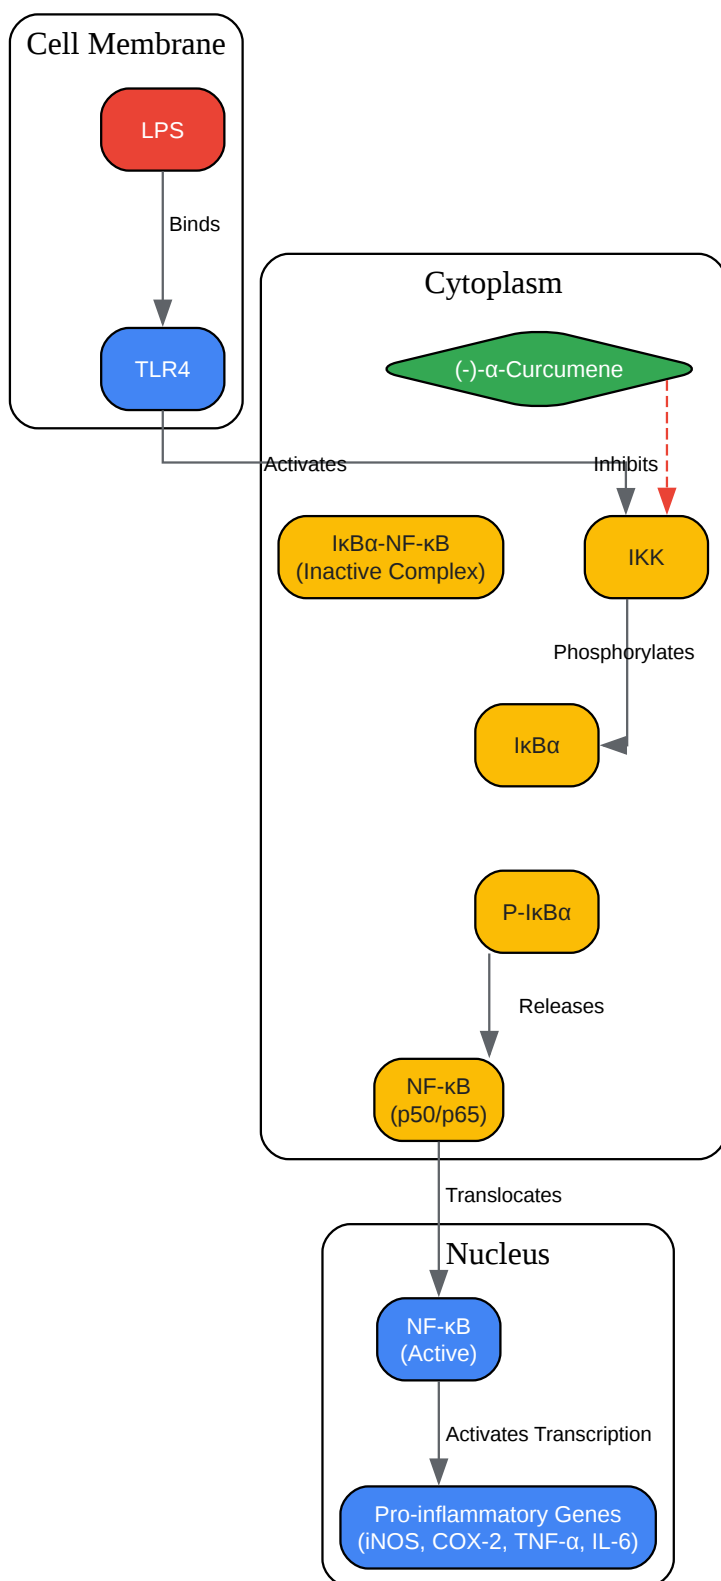 Cell Membrane
LPS
Binds
TLR4
Cytoplasm
(-)-α-Curcumene
Activates
Inhibits
IκBα-NF-κB
(Inactive Complex)
IKK
Phosphorylates
IκBα
P-IκBα
Releases
NF-κB
(p50/p65)
Translocates
Nucleus
NF-κB
(Active)
Activates Transcription
Pro-inflammatory Genes
(iNOS, COX-2, TNF-α, IL-6)